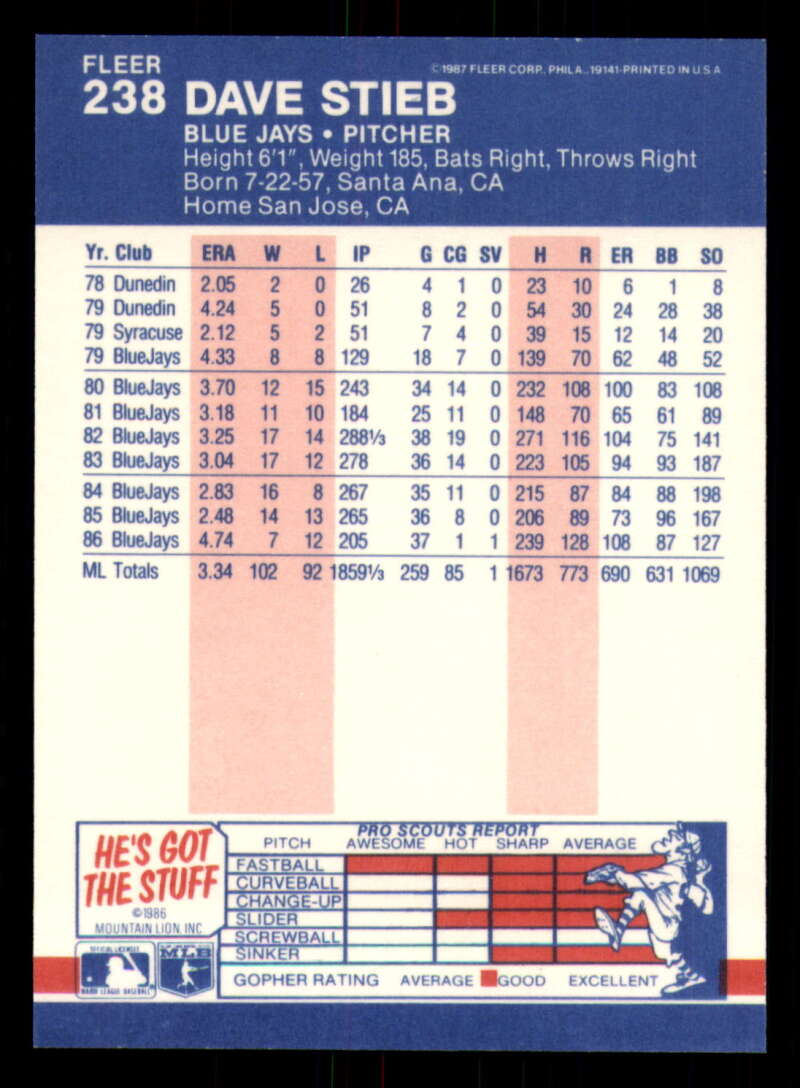 FLEER
©1987 FLEER CORP. PHILA., 19141-PRINTED IN U.S.A
238 DAVE STIEB
BLUE JAYS • PITCHER
Height 6'1", Weight 185, Bats Right, Throws Right
Born 7-22-57, Santa Ana, CA
Home San Jose, CA
Yr. Club ERA W L IP G CG SV H R ER BB SO
78 Dunedin 2.05 2 0 26 4 1 0 23 10 6 1 8
79 Dunedin 4.24 5 0 51 8 2 0 54 30 24 28 38
79 Syracuse 2.12 5 2 51 7 4 0 39 15 12 14 20
79 BlueJays 4.33 8 8 129 18 7 0 139 70 62 48 52
80 BlueJays 3.70 12 15 243 34 14 0 232 108 100 83 108
81 BlueJays 3.18 11 10 184 25 11 0 148 70 65 61 89
82 BlueJays 3.25 17 14 288⅓ 38 19 0 271 116 104 75 141
83 BlueJays 3.04 17 12 278 36 14 0 223 105 94 93 187
84 BlueJays 2.83 16 8 267 35 11 0 215 87 84 88 198
85 BlueJays 2.48 14 13 265 36 8 0 206 89 73 96 167
86 BlueJays 4.74 7 12 205 37 1 1 239 128 108 87 127
ML Totals 3.34 102 92 1859⅓ 259 85 1 1673 773 690 631 1069
HE'S GOT
THE STUFF
©1986
MOUNTAIN LION, INC
PRO SCOUTS REPORT
PITCH AWESOME HOT SHARP AVERAGE
FASTBALL
CURVEBALL
CHANGE-UP
SLIDER
SCREWBALL
SINKER
GOPHER RATING AVERAGE GOOD EXCELLENT
OFFICIAL LICENSEE
MAJOR LEAGUE BASEBALL
MLB